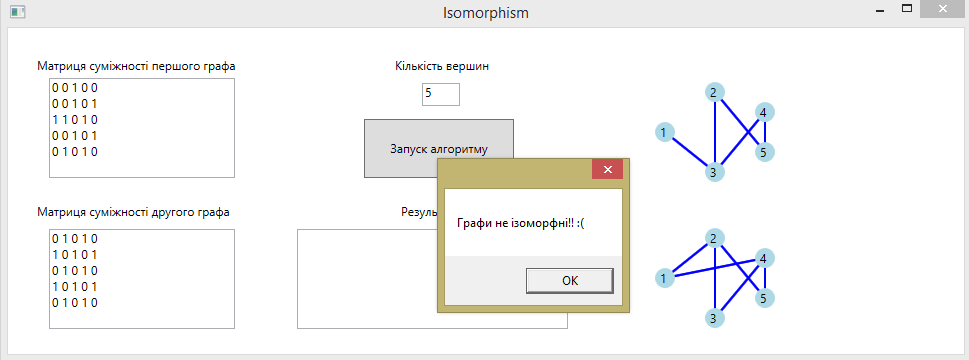 Isomorphism
Матриця суміжності першого графа
0 0 1 0 0
0 0 1 0 1
1 1 0 1 0
0 0 1 0 1
0 1 0 1 0
Кількість вершин
5
Запуск алгоритму
2
4
1
5
3
Матриця суміжності другого графа
0 1 0 1 0
1 0 1 0 1
0 1 0 1 0
1 0 1 0 1
0 1 0 1 0
Резуль
Графи не ізоморфні!! :(
OK
2
4
1
5
3